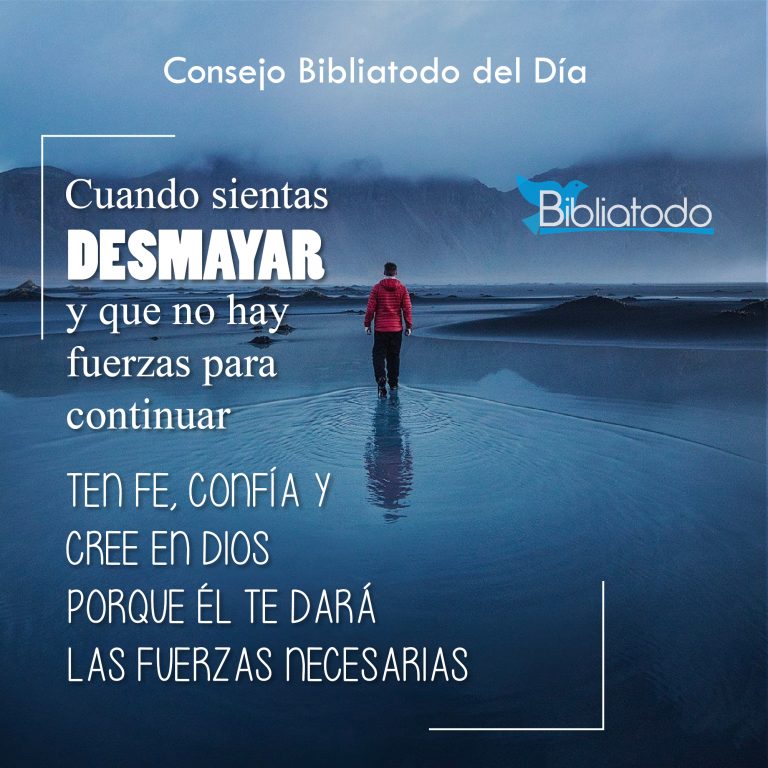 Consejo Bibliatodo del Día
Cuando sientas
DESMAYAR
y que no hay
fuerzas para
continuar
TEN FE, CONFÍA Y
CREE EN DIOS
PORQUE ÉL TE DARÁ
LAS FUERZAS NECESARIAS
Bibliatodo